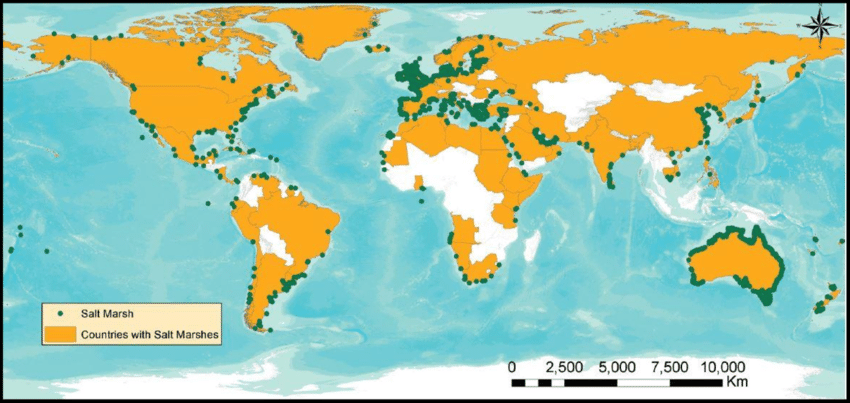 Salt Marsh
Countries with Salt Marshes
0 2,500 5,000 7,500 10,000
Km